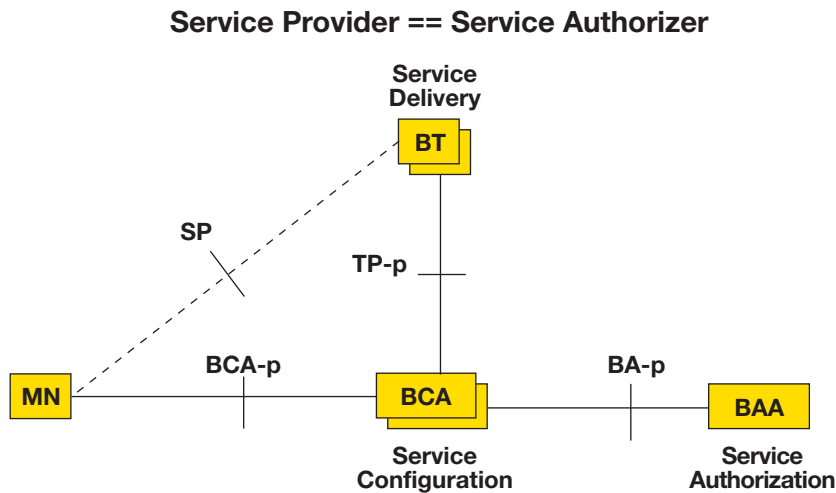 Service Provider == Service Authorizer
Service
Delivery
BT
SP
TP-p
BCA-p
BA-p
MN
BCA
BAA
Service
Configuration
Service
Authorization